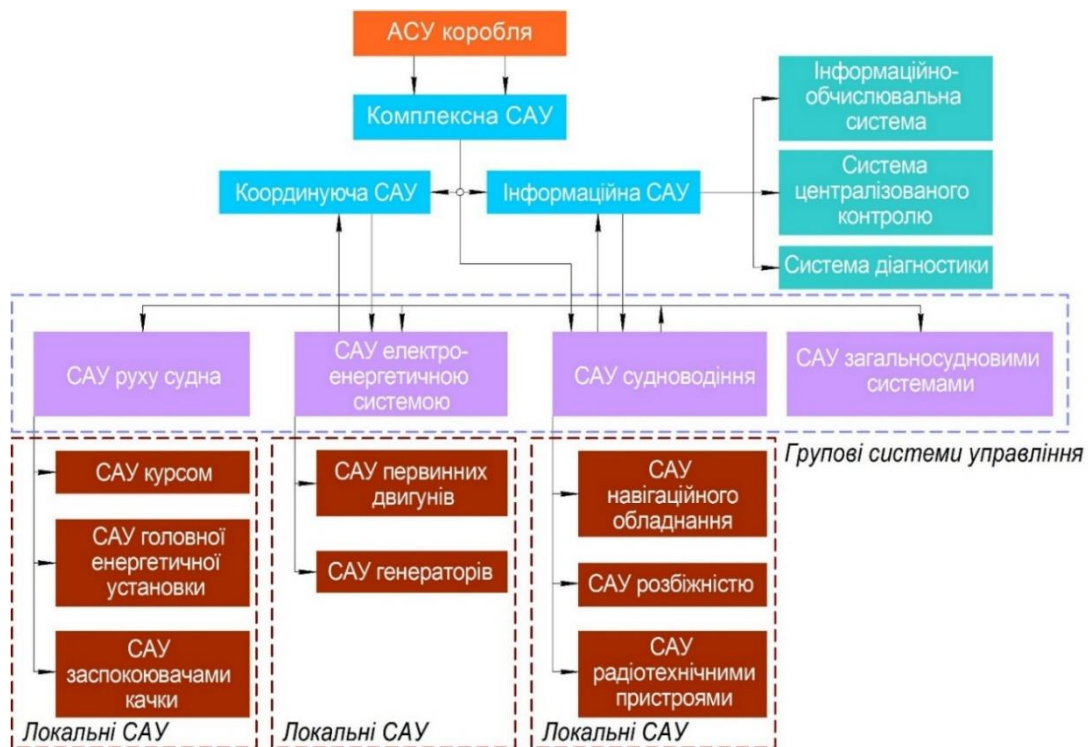 АСУ коробля
Комплексна САУ
Координуюча САУ
Інформаційна САУ
Інформаційно-
обчислювальна
система
Система
централізованого
контролю
Система діагностики
САУ руху судна
САУ електро-
енергетичною
системою
САУ судноводіння
САУ загальносудновими
системами
Групові системи управління
САУ курсом
САУ головної
енергетичної
установки
САУ
заспокоювачами
качки
Локальні САУ
САУ первинних
двигунів
САУ генераторів
Локальні САУ
САУ
навігаційного
обладнання
САУ розбіжністю
САУ
радіотехнічними
пристроями
Локальні САУ